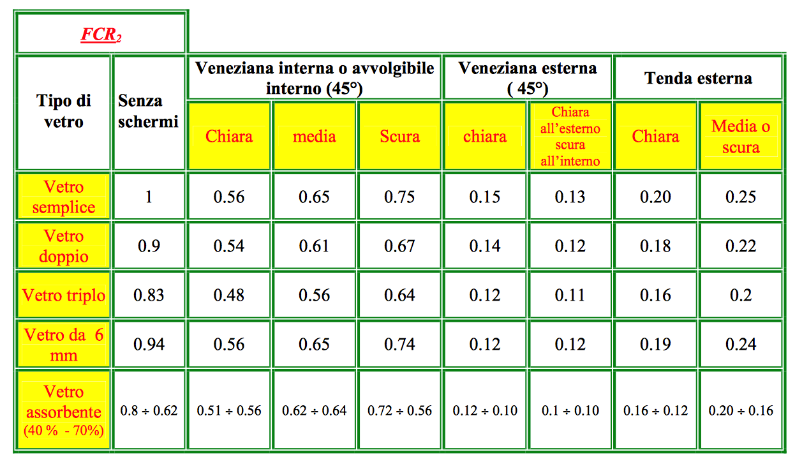 FCR2
Tipo di vetro Senza schermi Veneziana interna o avvolgibile interno (45°) Veneziana esterna ( 45°) Tenda esterna
Chiara media Scura chiara Chiara all'esterno scura all'interno Chiara Media o scura
Vetro semplice 1 0.56 0.65 0.75 0.15 0.13 0.20 0.25
Vetro doppio 0.9 0.54 0.61 0.67 0.14 0.12 0.18 0.22
Vetro triplo 0.83 0.48 0.56 0.64 0.12 0.11 0.16 0.2
Vetro da 6 mm 0.94 0.56 0.65 0.74 0.12 0.12 0.19 0.24
Vetro assorbente (40 % - 70%) 0.8 ÷ 0.62 0.51 ÷ 0.56 0.62 ÷ 0.64 0.72 ÷ 0.56 0.12 ÷ 0.10 0.1 ÷ 0.10 0.16 ÷ 0.12 0.20 ÷ 0.16